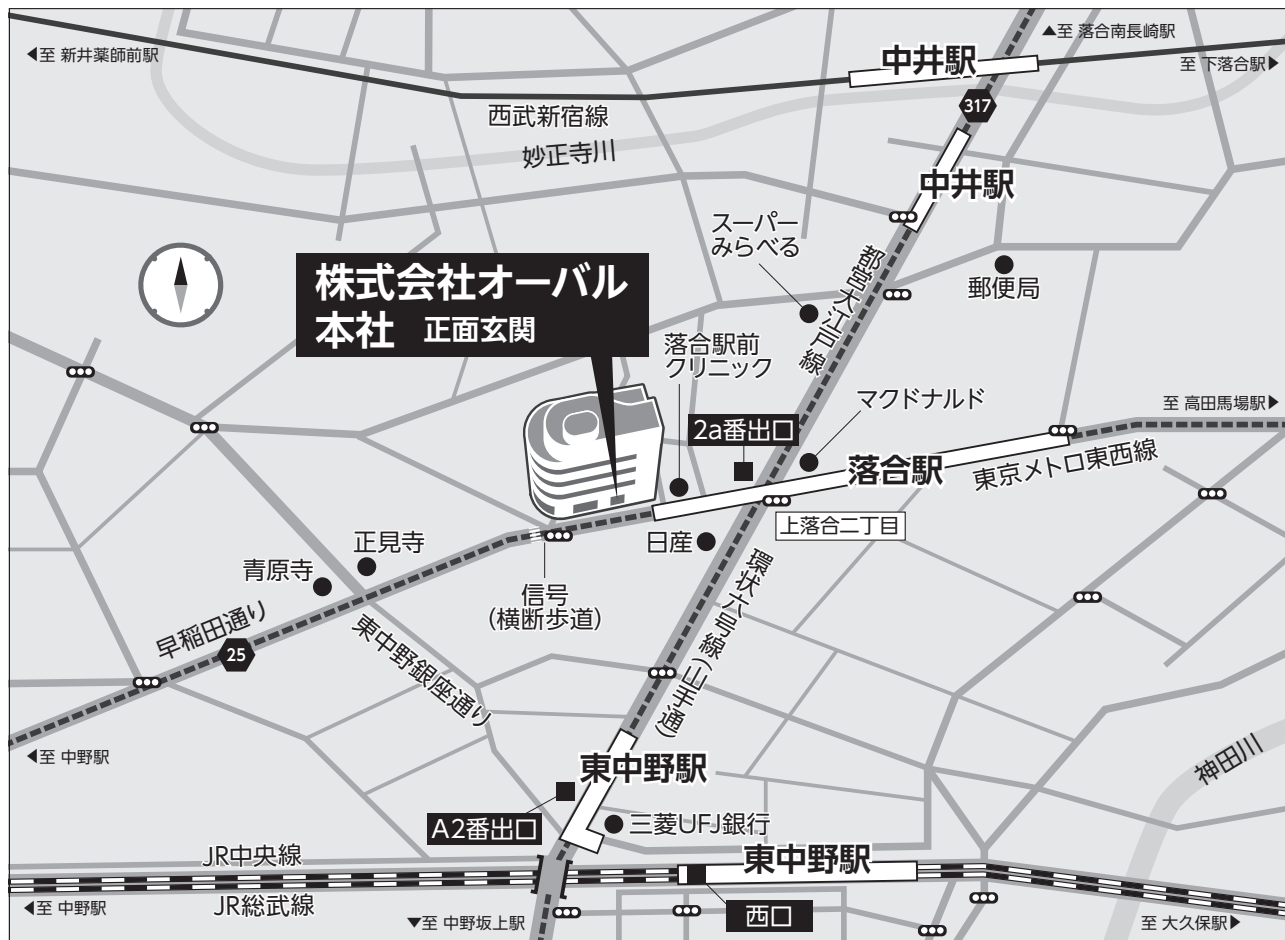 ▲至 落合南長崎駅
◀至 新井薬師前駅
中井駅
至 下落合駅▶
317
西武新宿線
妙正寺川
中井駅
スーパー
みらべる
都営大江戸線
郵便局
株式会社オーバル
本社 正面玄関
落合駅前
クリニック
マクドナルド
至 高田馬場駅▶
2a番出口
落合駅
東京メトロ東西線
上落合二丁目
日産
正見寺
青原寺
信号
(横断歩道)
環状六号線(山手通)
早稲田通り
25
東中野銀座通り
◀至 中野駅
東中野駅
神田川
A2番出口
三菱UFJ銀行
JR中央線
東中野駅
JR総武線
◀至 中野駅
西口
▼至 中野坂上駅
至 大久保駅▶